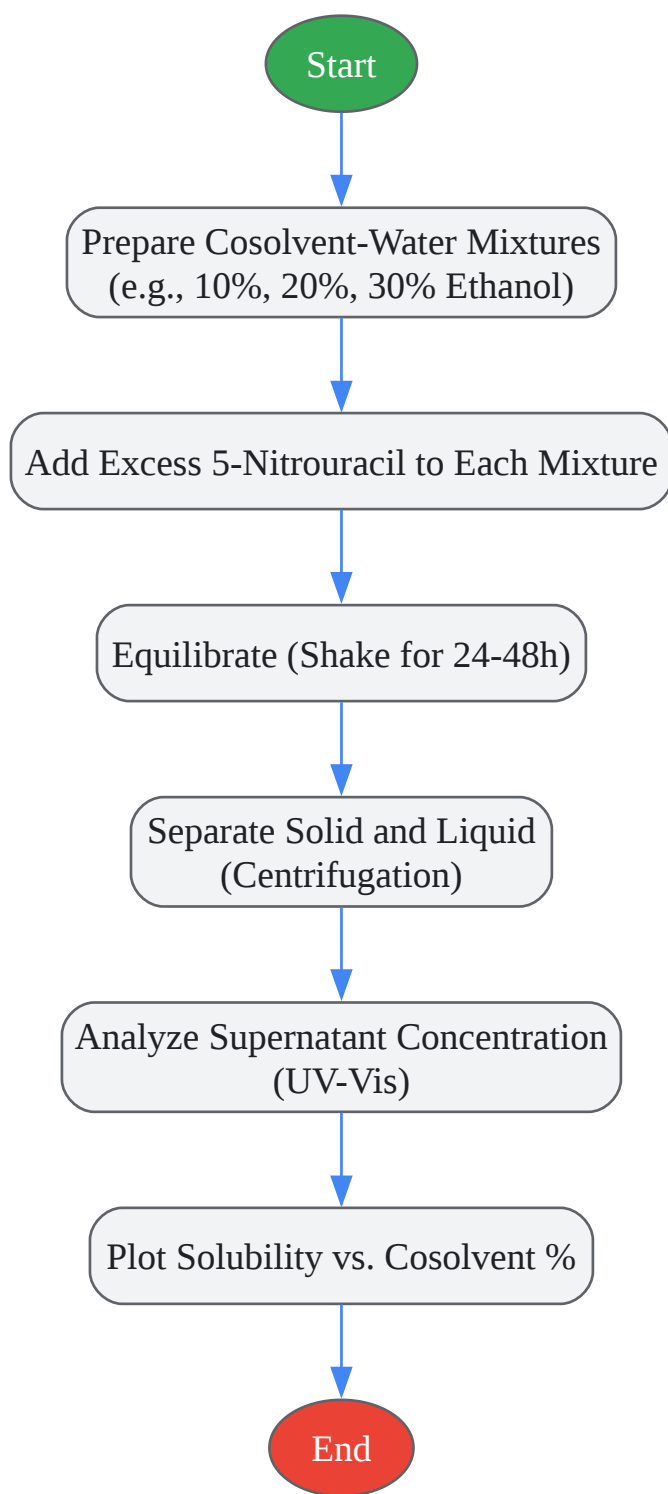 Start
Prepare Cosolvent-Water Mixtures
(e.g., 10%, 20%, 30% Ethanol)
Add Excess 5-Nitrouracil to Each Mixture
Equilibrate (Shake for 24-48h)
Separate Solid and Liquid
(Centrifugation)
Analyze Supernatant Concentration
(UV-Vis)
Plot Solubility vs. Cosolvent %
End